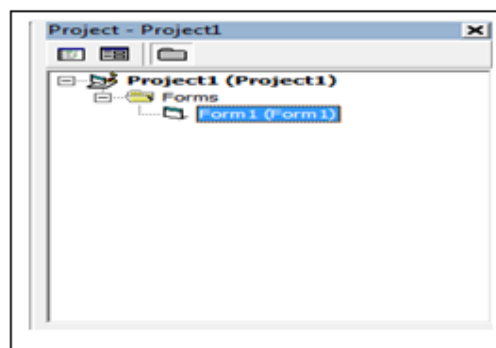 Project - Project1
Project1 (Project1)
Forms
Form1 (Form1)